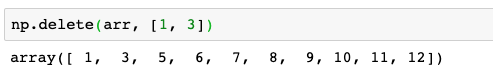 np.delete(arr, [1, 3])
array([ 1,  3,  5,  6,  7,  8,  9, 10, 11, 12])